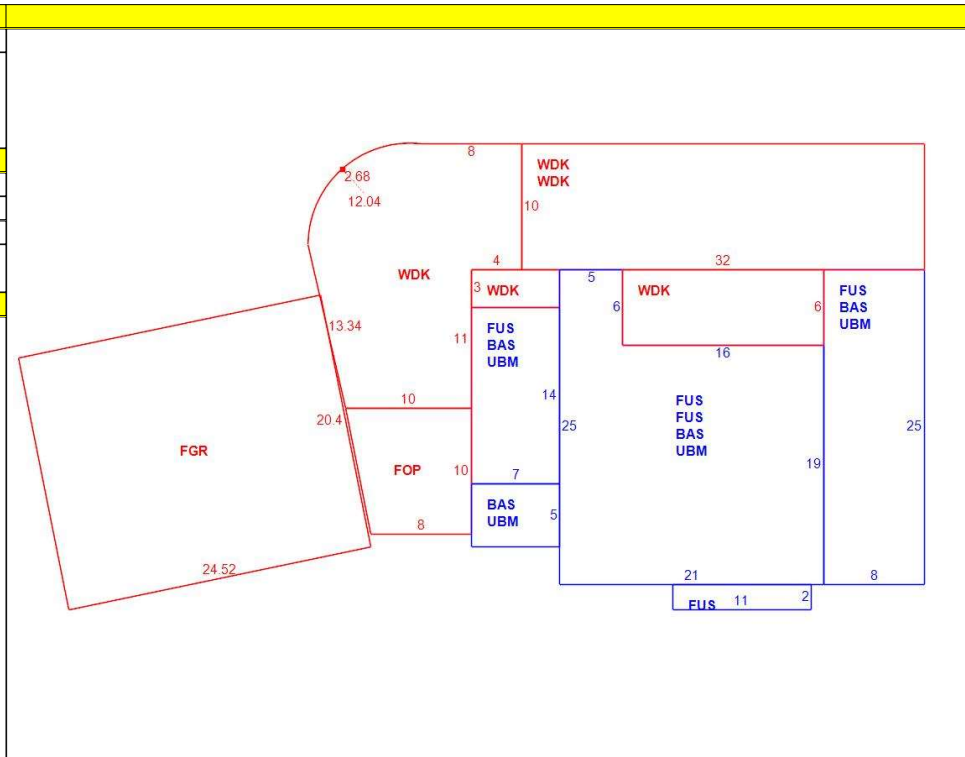 8
WDK
WDK
2.68
12.04
10
4
5
32
WDK
3
WDK
6
WDK
6
FUS
BAS
UBM
13.34
11
FUS
BAS
UBM
16
14
10
20.4
25
FUS
FUS
BAS
UBM
25
FGR
FOP
10
7
19
BAS
UBM
5
8
24.52
21
8
FUS
11
2